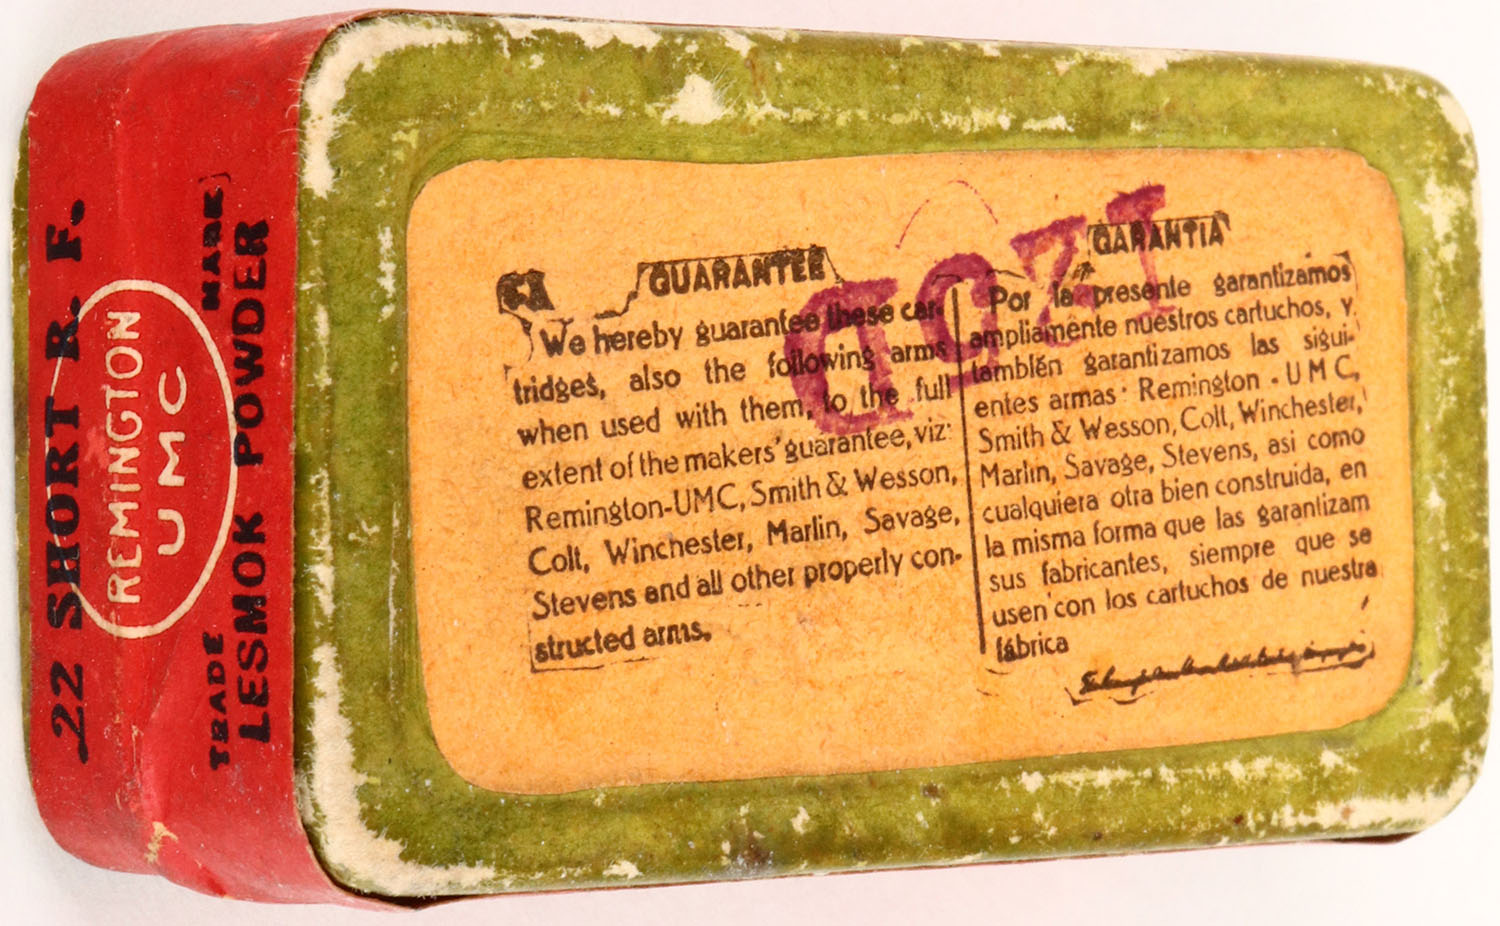 .22 SHORT R. F.
REMINGTON
UMC
TRADE MARK
LESMOK POWDER
GUARANTEE
We hereby guarantee these car-
tridges, also the following arms
when used with them, to the full
extent of the makers' guarantee, viz:
Remington-UMC, Smith & Wesson,
Colt, Winchester, Marlin, Savage,
Stevens and all other properly con-
structed arms.
GARANTIA
Por la presente garantizamos
ampliamente nuestros cartuchos, y
también garantizamos las sigui-
entes armas: Remington-UMC,
Smith & Wesson, Colt, Winchester,
Marlin, Savage, Stevens, asi como
cualquiera otra bien construida, en
la misma forma que las garantizam
sus fabricantes, siempre que se
usen con los cartuchos de nuestra
fábrica